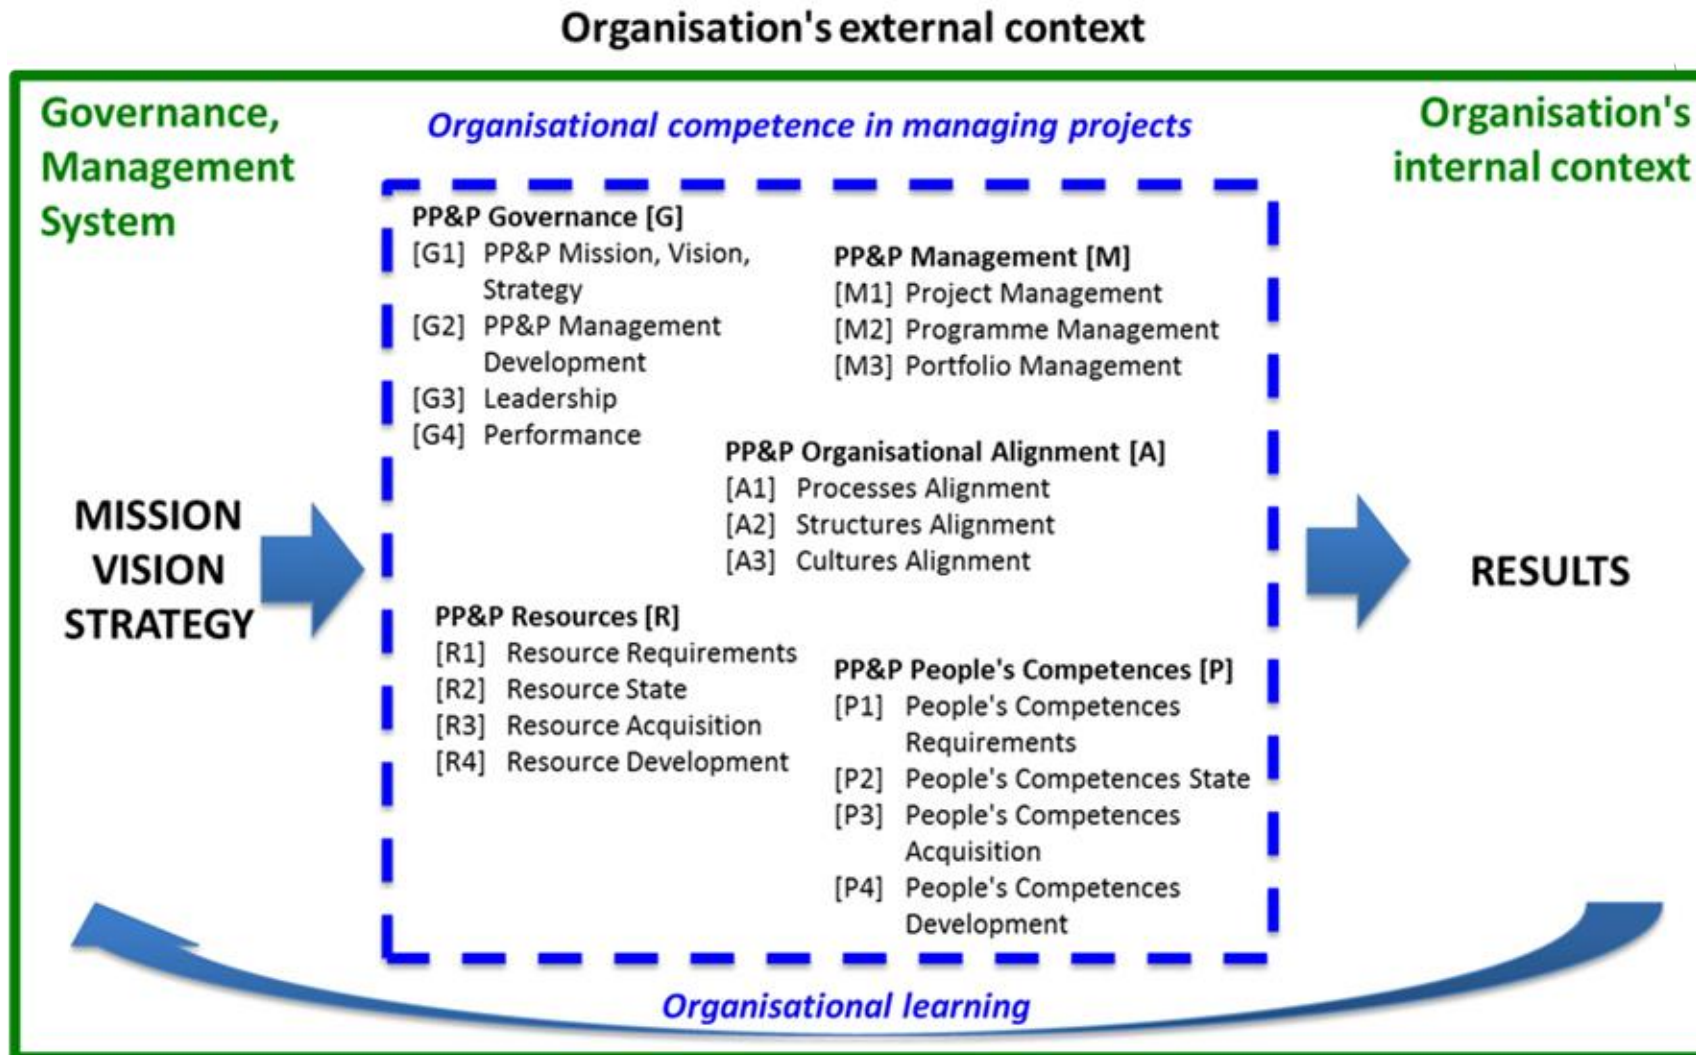 Organisation's external context
Governance,
Management
System
Organisational competence in managing projects
Organisation's
internal context
PP&P Governance [G]
[G1] PP&P Mission, Vision,
Strategy
[G2] PP&P Management
Development
[G3] Leadership
[G4] Performance
PP&P Management [M]
[M1] Project Management
[M2] Programme Management
[M3] Portfolio Management
PP&P Organisational Alignment [A]
[A1] Processes Alignment
[A2] Structures Alignment
[A3] Cultures Alignment
MISSION
VISION
STRATEGY
RESULTS
PP&P Resources [R]
[R1] Resource Requirements
[R2] Resource State
[R3] Resource Acquisition
[R4] Resource Development
PP&P People's Competences [P]
[P1] People's Competences
Requirements
[P2] People's Competences State
[P3] People's Competences
Acquisition
[P4] People's Competences
Development
Organisational learning